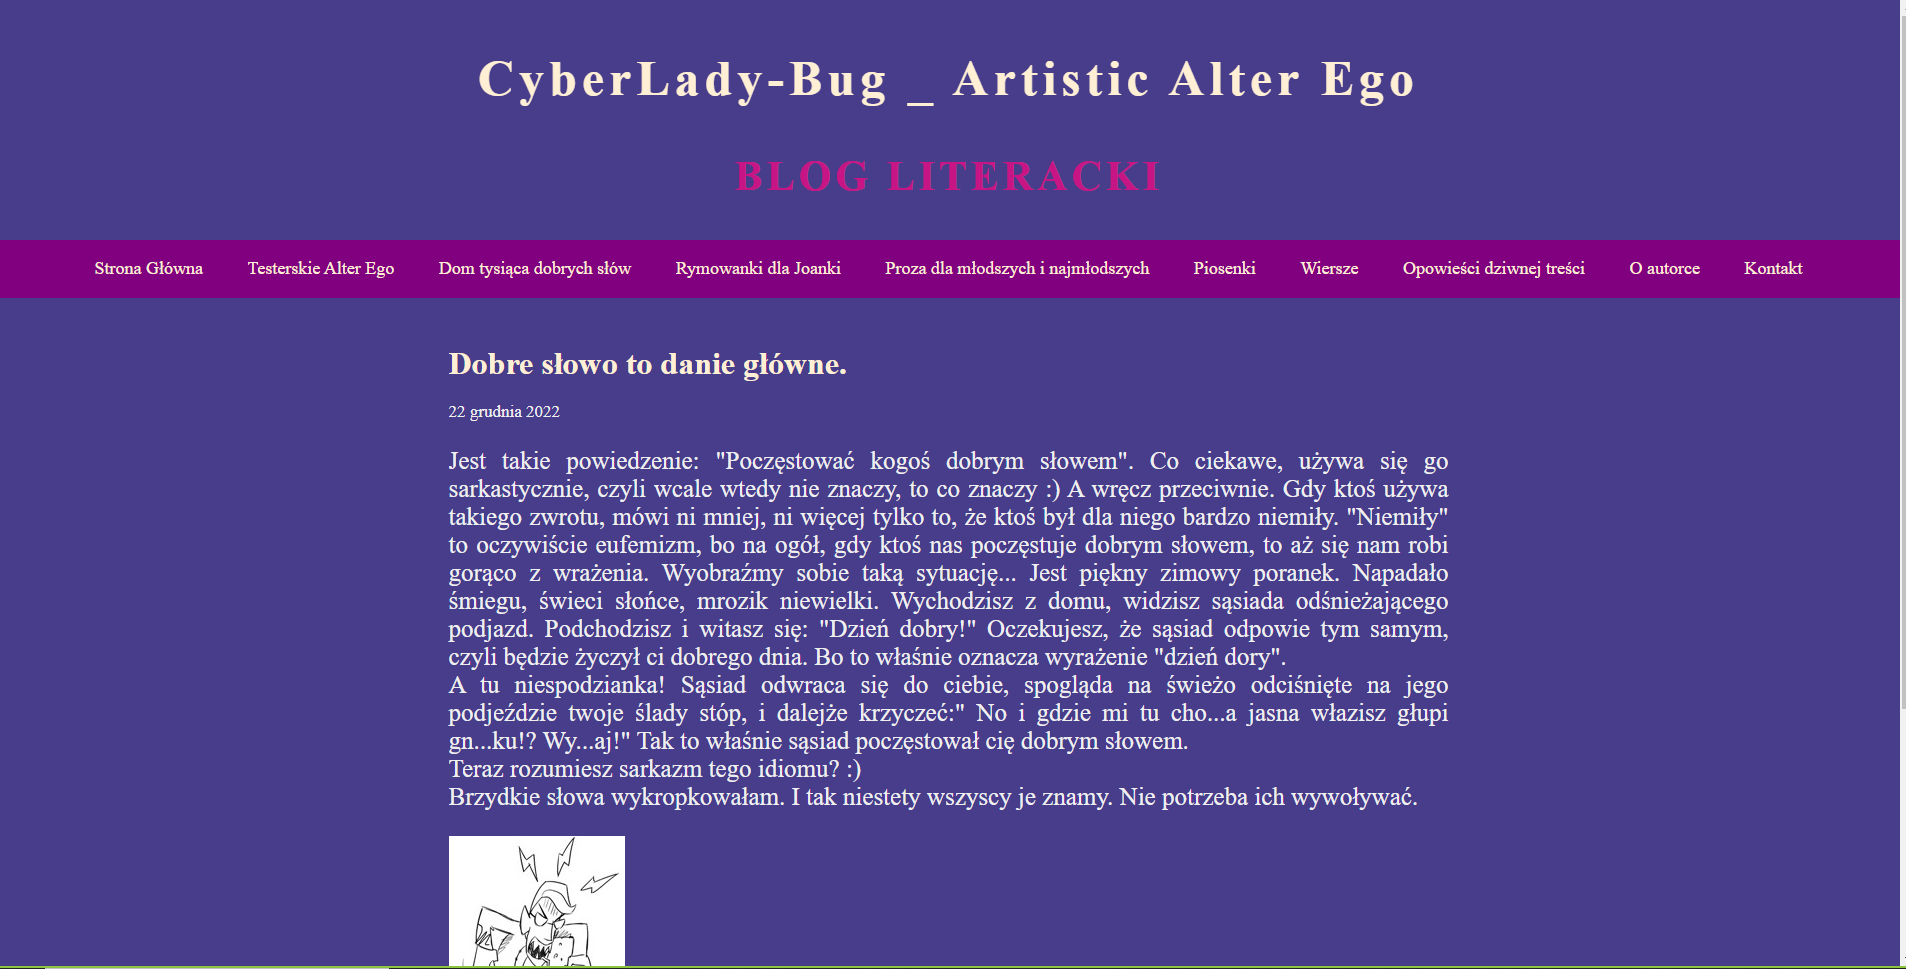 CyberLady-Bug _ Artistic Alter Ego
BLOG LITERACKI
Strona Główna Testerskie Alter Ego Dom tysiąca dobrych słów Rymowanki dla Joanki Proza dla młodszych i najmłodszych Piosenki Wiersze Opowieści dziwnej treści O autorce Kontakt
Dobre słowo to danie główne.
22 grudnia 2022
Jest takie powiedzenie: "Poczęstować kogoś dobrym słowem". Co ciekawe, używa się go
sarkastycznie, czyli wcale wtedy nie znaczy, to co znaczy :) A wręcz przeciwnie. Gdy ktoś używa
takiego zwrotu, mówi ni mniej, ni więcej tylko to, że ktoś był dla niego bardzo niemiły. "Niemiły"
to oczywiście eufemizm, bo na ogół, gdy ktoś nas poczęstuje dobrym słowem, to aż się nam robi
gorąco z wrażenia. Wyobraźmy sobie taką sytuację... Jest piękny zimowy poranek. Napadało
śmiegu, świeci słońce, mrozik niewielki. Wychodzisz z domu, widzisz sąsiada odśnieżającego
podjazd. Podchodzisz i witasz się: "Dzień dobry!" Oczekujesz, że sąsiad odpowie tym samym,
czyli będzie życzył ci dobrego dnia. Bo to właśnie oznacza wyrażenie "dzień dory".
A tu niespodzianka! Sąsiad odwraca się do ciebie, spogląda na świeżo odciśnięte na jego
podjeździe twoje ślady stóp, i dalejże krzyczeć:" No i gdzie mi tu cho...a jasna włazisz głupi
gn...ku!? Wy...aj!" Tak to właśnie sąsiad poczęstował cię dobrym słowem.
Teraz rozumiesz sarkazm tego idiomu? :)
Brzydkie słowa wykropkowałam. I tak niestety wszyscy je znamy. Nie potrzeba ich wywoływać.